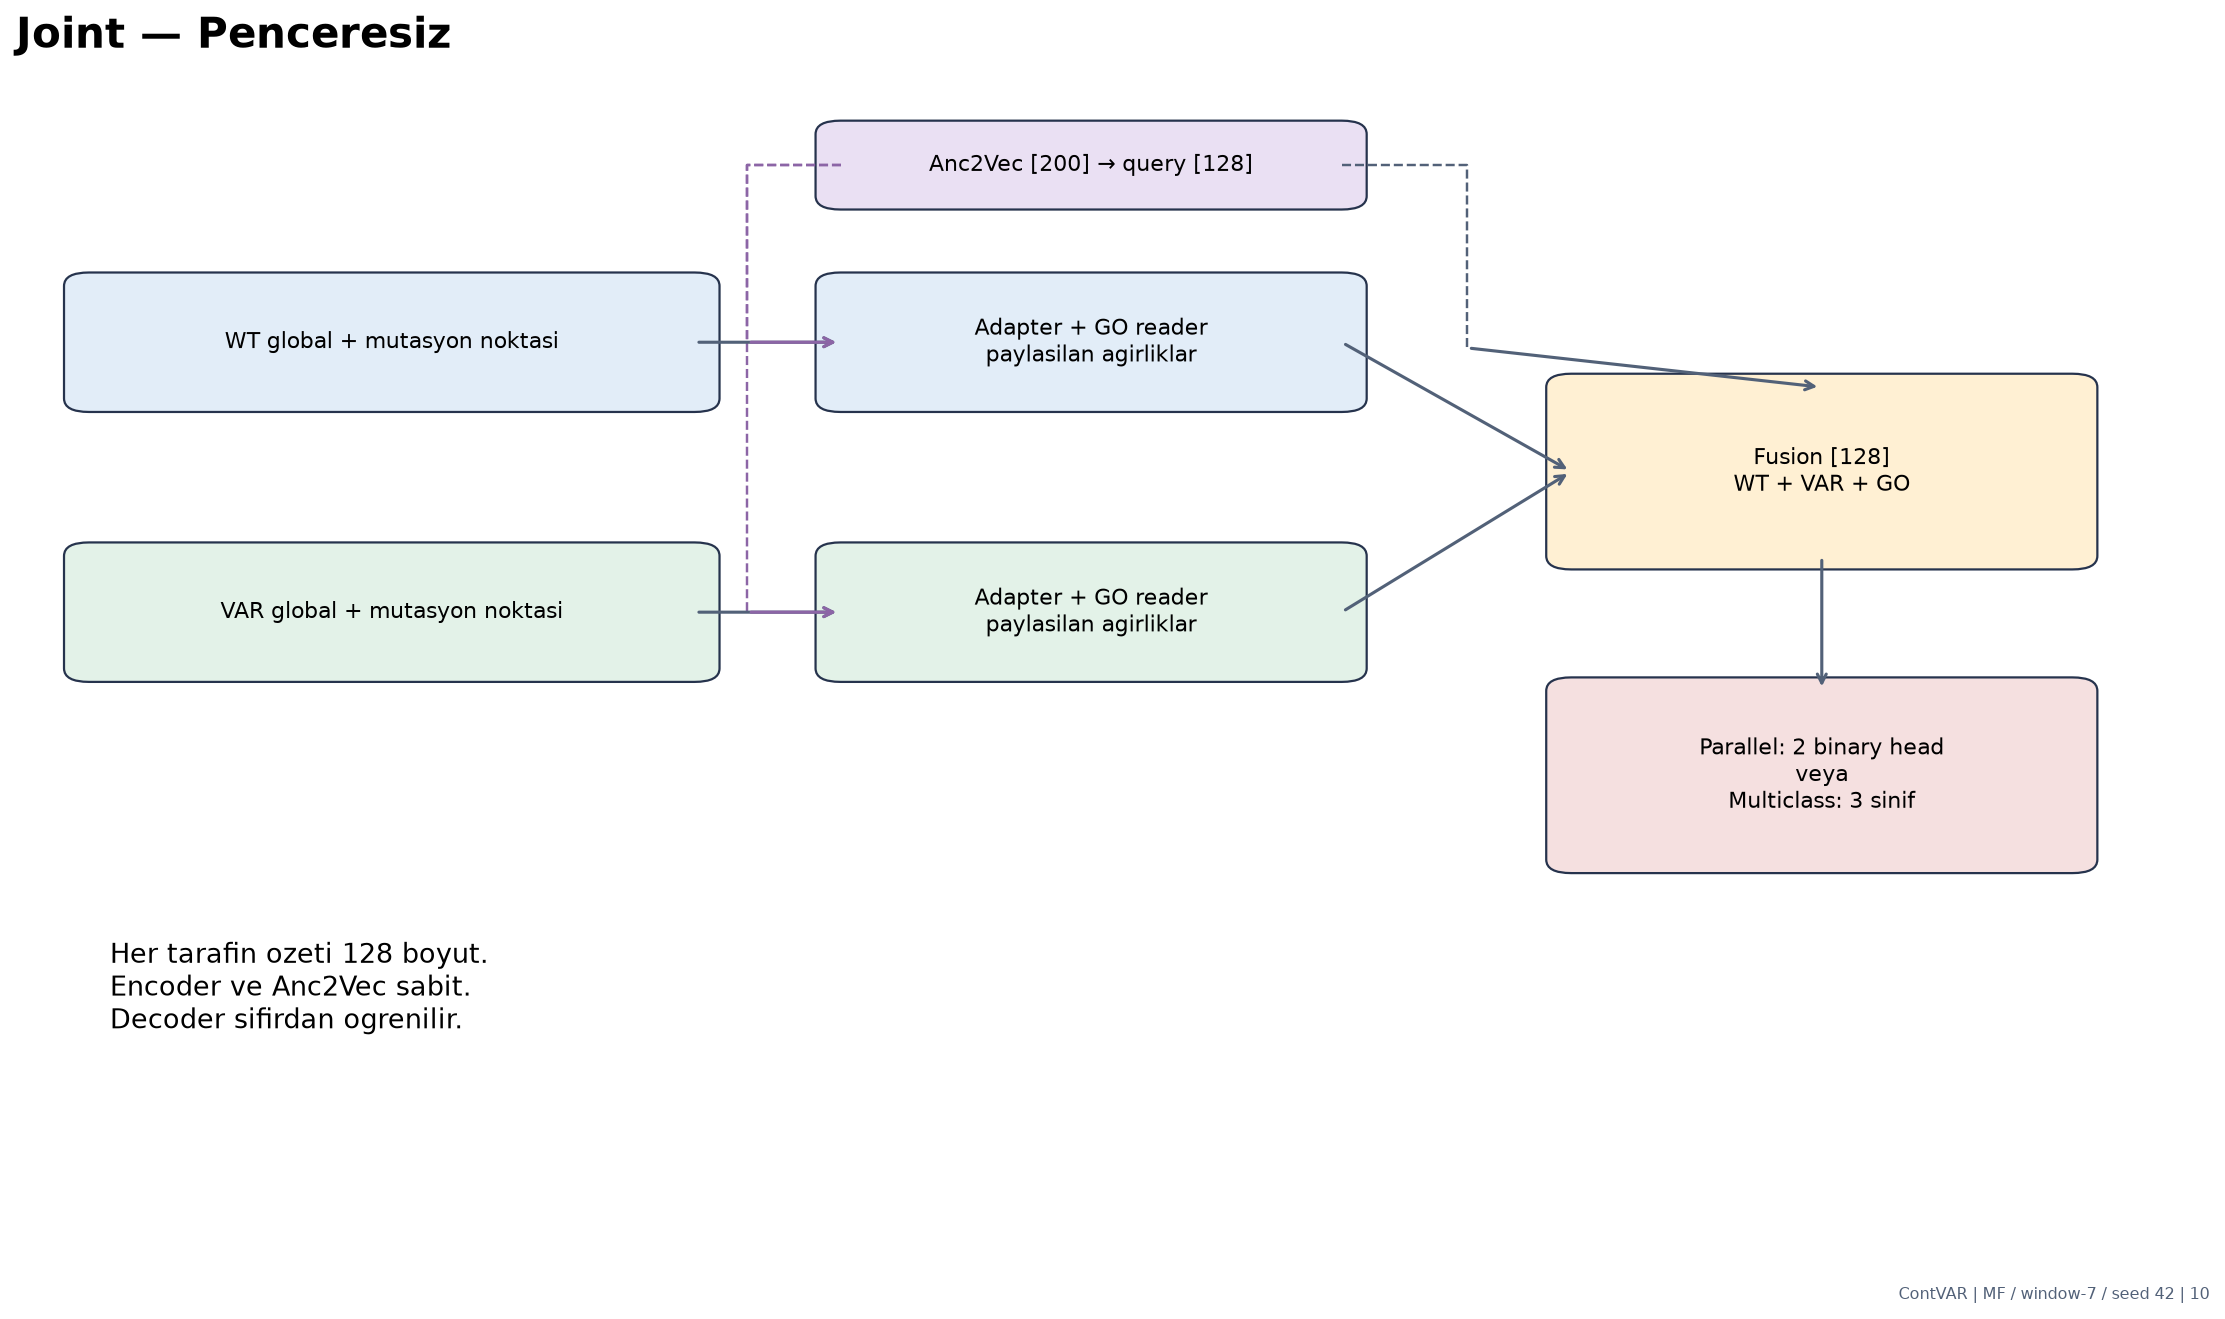 Joint — Penceresiz
Anc2Vec [200] → query [128]
WT global + mutasyon noktasi
Adapter + GO reader
paylasilan agirliklar
Fusion [128]
WT + VAR + GO
VAR global + mutasyon noktasi
Adapter + GO reader
paylasilan agirliklar
Parallel: 2 binary head
veya
Multiclass: 3 sinif
Her tarafin ozeti 128 boyut.
Encoder ve Anc2Vec sabit.
Decoder sifirdan ogrenilir.
ContVAR | MF / window-7 / seed 42 | 10